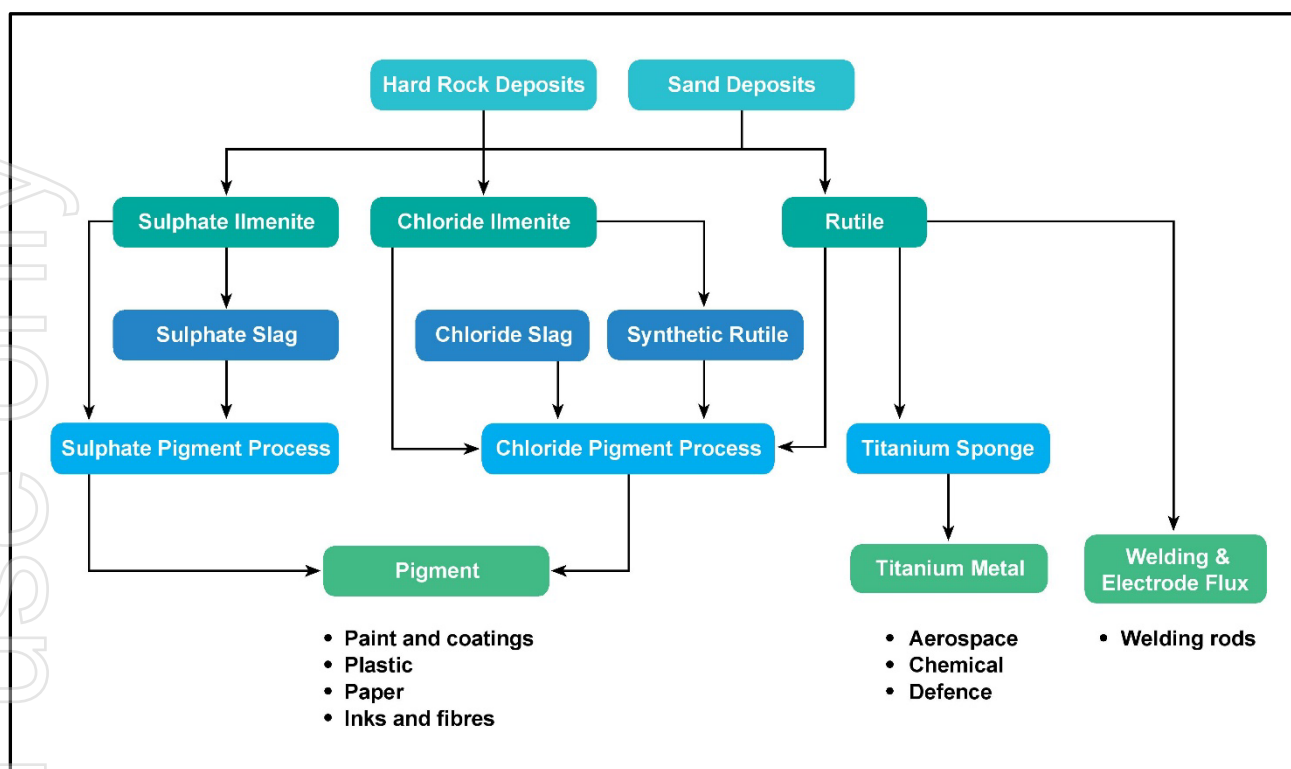 Hard Rock Deposits
Sand Deposits
Sulphate Ilmenite
Chloride Ilmenite
Rutile
Sulphate Slag
Chloride Slag
Synthetic Rutile
Sulphate Pigment Process
Chloride Pigment Process
Titanium Sponge
Pigment
Titanium Metal
Welding &
Electrode Flux
• Paint and coatings
• Plastic
• Paper
• Inks and fibres
• Aerospace
• Chemical
• Defence
• Welding rods
use only